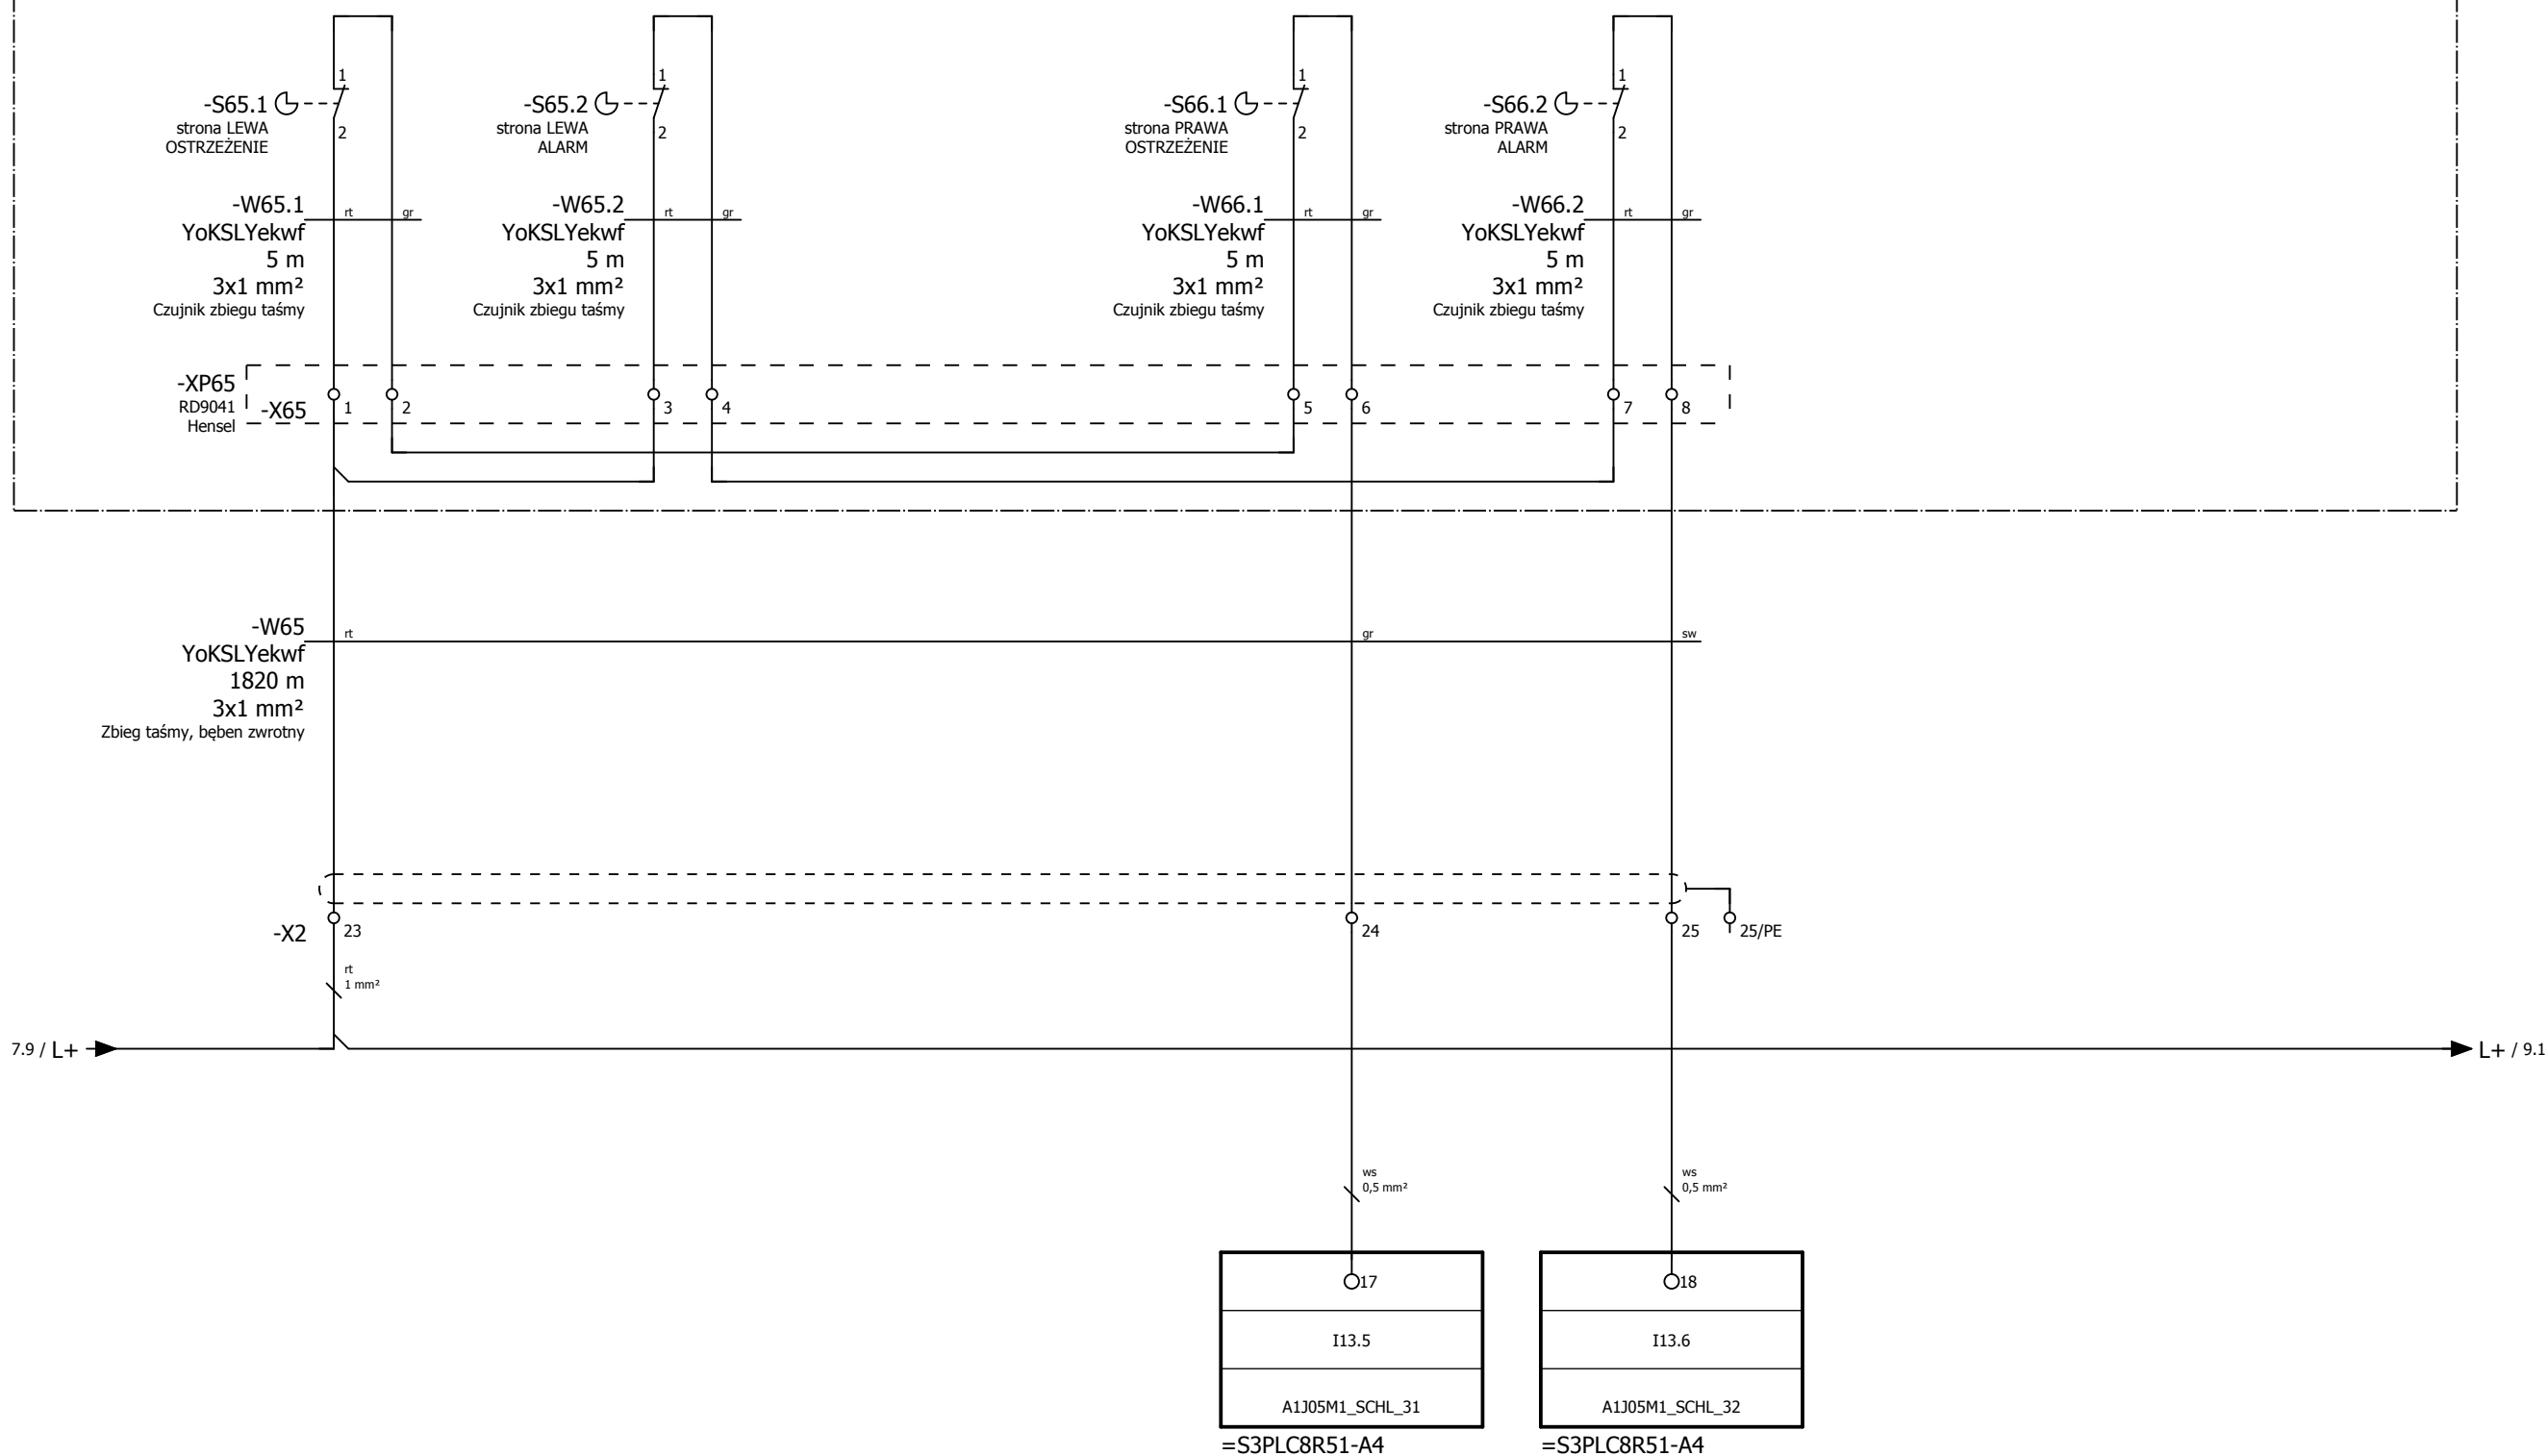 1
-S65.1
strona LEWA
OSTRZEŻENIE
2
1
-S65.2
strona LEWA
ALARM
2
1
-S66.1
strona PRAWA
OSTRZEŻENIE
2
1
-S66.2
strona PRAWA
ALARM
2
-W65.1
YoKSLYekwf
5 m
3x1 mm²
Czujnik zbiegu taśmy
rt gr
-W65.2
YoKSLYekwf
5 m
3x1 mm²
Czujnik zbiegu taśmy
rt gr
-W66.1
YoKSLYekwf
5 m
3x1 mm²
Czujnik zbiegu taśmy
rt gr
-W66.2
YoKSLYekwf
5 m
3x1 mm²
Czujnik zbiegu taśmy
rt gr
-XP65
RD9041
Hensel
-X65 1 2 3 4 5 6 7 8
-W65
YoKSLYekwf
1820 m
3x1 mm²
Zbieg taśmy, bęben zwrotny
rt gr sw
-X2 23 24 25 25/PE
rt
1 mm²
7.9 / L+ L+ / 9.1
ws
0,5 mm²
ws
0,5 mm²
17
I13.5
A1J05M1_SCHL_31
=S3PLC8R51-A4
18
I13.6
A1J05M1_SCHL_32
=S3PLC8R51-A4